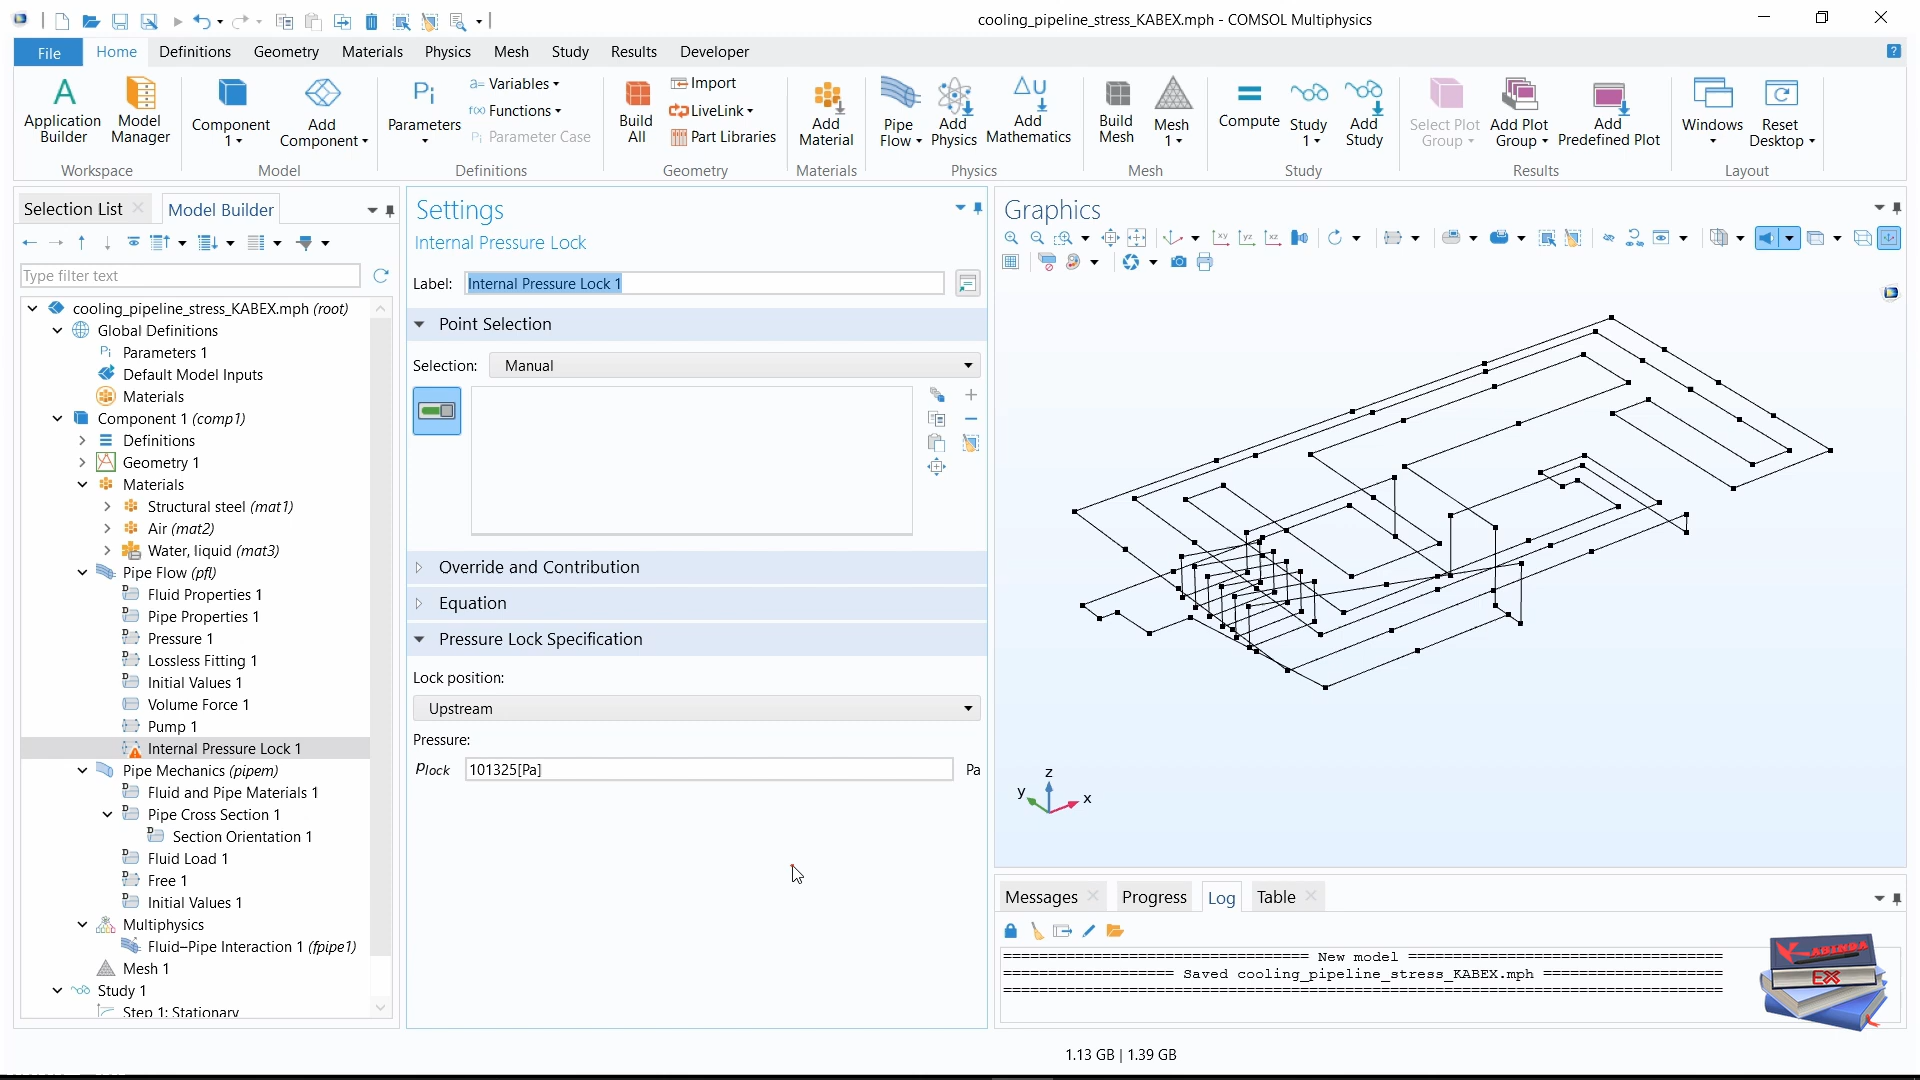 cooling_pipeline_stress_KABEX.mph - COMSOL Multiphysics
File Home Definitions Geometry Materials Physics Mesh Study Results Developer
Application Builder
Model Manager
Workspace
Component 1
Add Component
Model
Pi
Parameters
a= Variables
f(x) Functions
Pi Parameter Case
Definitions
Build All
Import
LiveLink
Part Libraries
Geometry
Add Material
Materials
Pipe Flow
Add Physics
ΔU
Add Mathematics
Physics
Build Mesh
Mesh 1
Mesh
Compute
Study 1
Add Study
Study
Select Plot Group
Add Plot Group
Add Predefined Plot
Results
Windows
Reset Desktop
Layout
Selection List
Model Builder
Type filter text
cooling_pipeline_stress_KABEX.mph (root)
Global Definitions
Pi Parameters 1
Default Model Inputs
Materials
Component 1 (comp1)
Definitions
Geometry 1
Materials
Structural steel (mat1)
Air (mat2)
Water, liquid (mat3)
Pipe Flow (pfl)
Fluid Properties 1
Pipe Properties 1
Pressure 1
Lossless Fitting 1
Initial Values 1
Volume Force 1
Pump 1
Internal Pressure Lock 1
Pipe Mechanics (pipem)
Fluid and Pipe Materials 1
Pipe Cross Section 1
Section Orientation 1
Fluid Load 1
Free 1
Initial Values 1
Multiphysics
Fluid-Pipe Interaction 1 (fpipe1)
Mesh 1
Study 1
Step 1: Stationary
Settings
Internal Pressure Lock
Label: Internal Pressure Lock 1
Point Selection
Selection: Manual
Override and Contribution
Equation
Pressure Lock Specification
Lock position:
Upstream
Pressure:
Plock 101325[Pa] Pa
Graphics
xy yz xz
z
y
x
Messages Progress Log Table
================================ New model ==================================
================== Saved cooling_pipeline_stress_KABEX.mph ===================
KABINDA
EX
1.13 GB | 1.39 GB